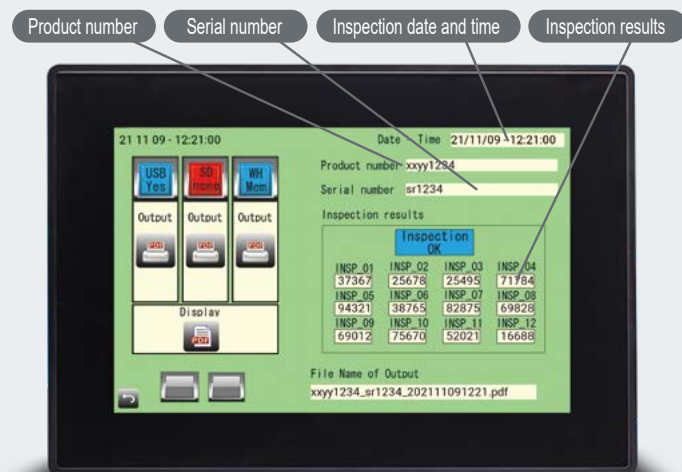 Product number
Serial number
Inspection date and time
Inspection results
21 11 09 - 12:21:00
Date - Time 21/11/09 - 12:21:00
Product number xxyy1234
Serial number sr1234
Inspection results
USB Yes
SD none
WH Mem
Output Output Output
PDF PDF PDF
Display
PDF
Inspection
OK
INSP_01 INSP_02 INSP_03 INSP_04
37367 25678 25495 71784
INSP_05 INSP_06 INSP_07 INSP_08
94321 38765 82875 69828
INSP_09 INSP_10 INSP_11 INSP_12
69012 75670 52021 16688
File Name of Output
xxyy1234_sr1234_202111091221.pdf